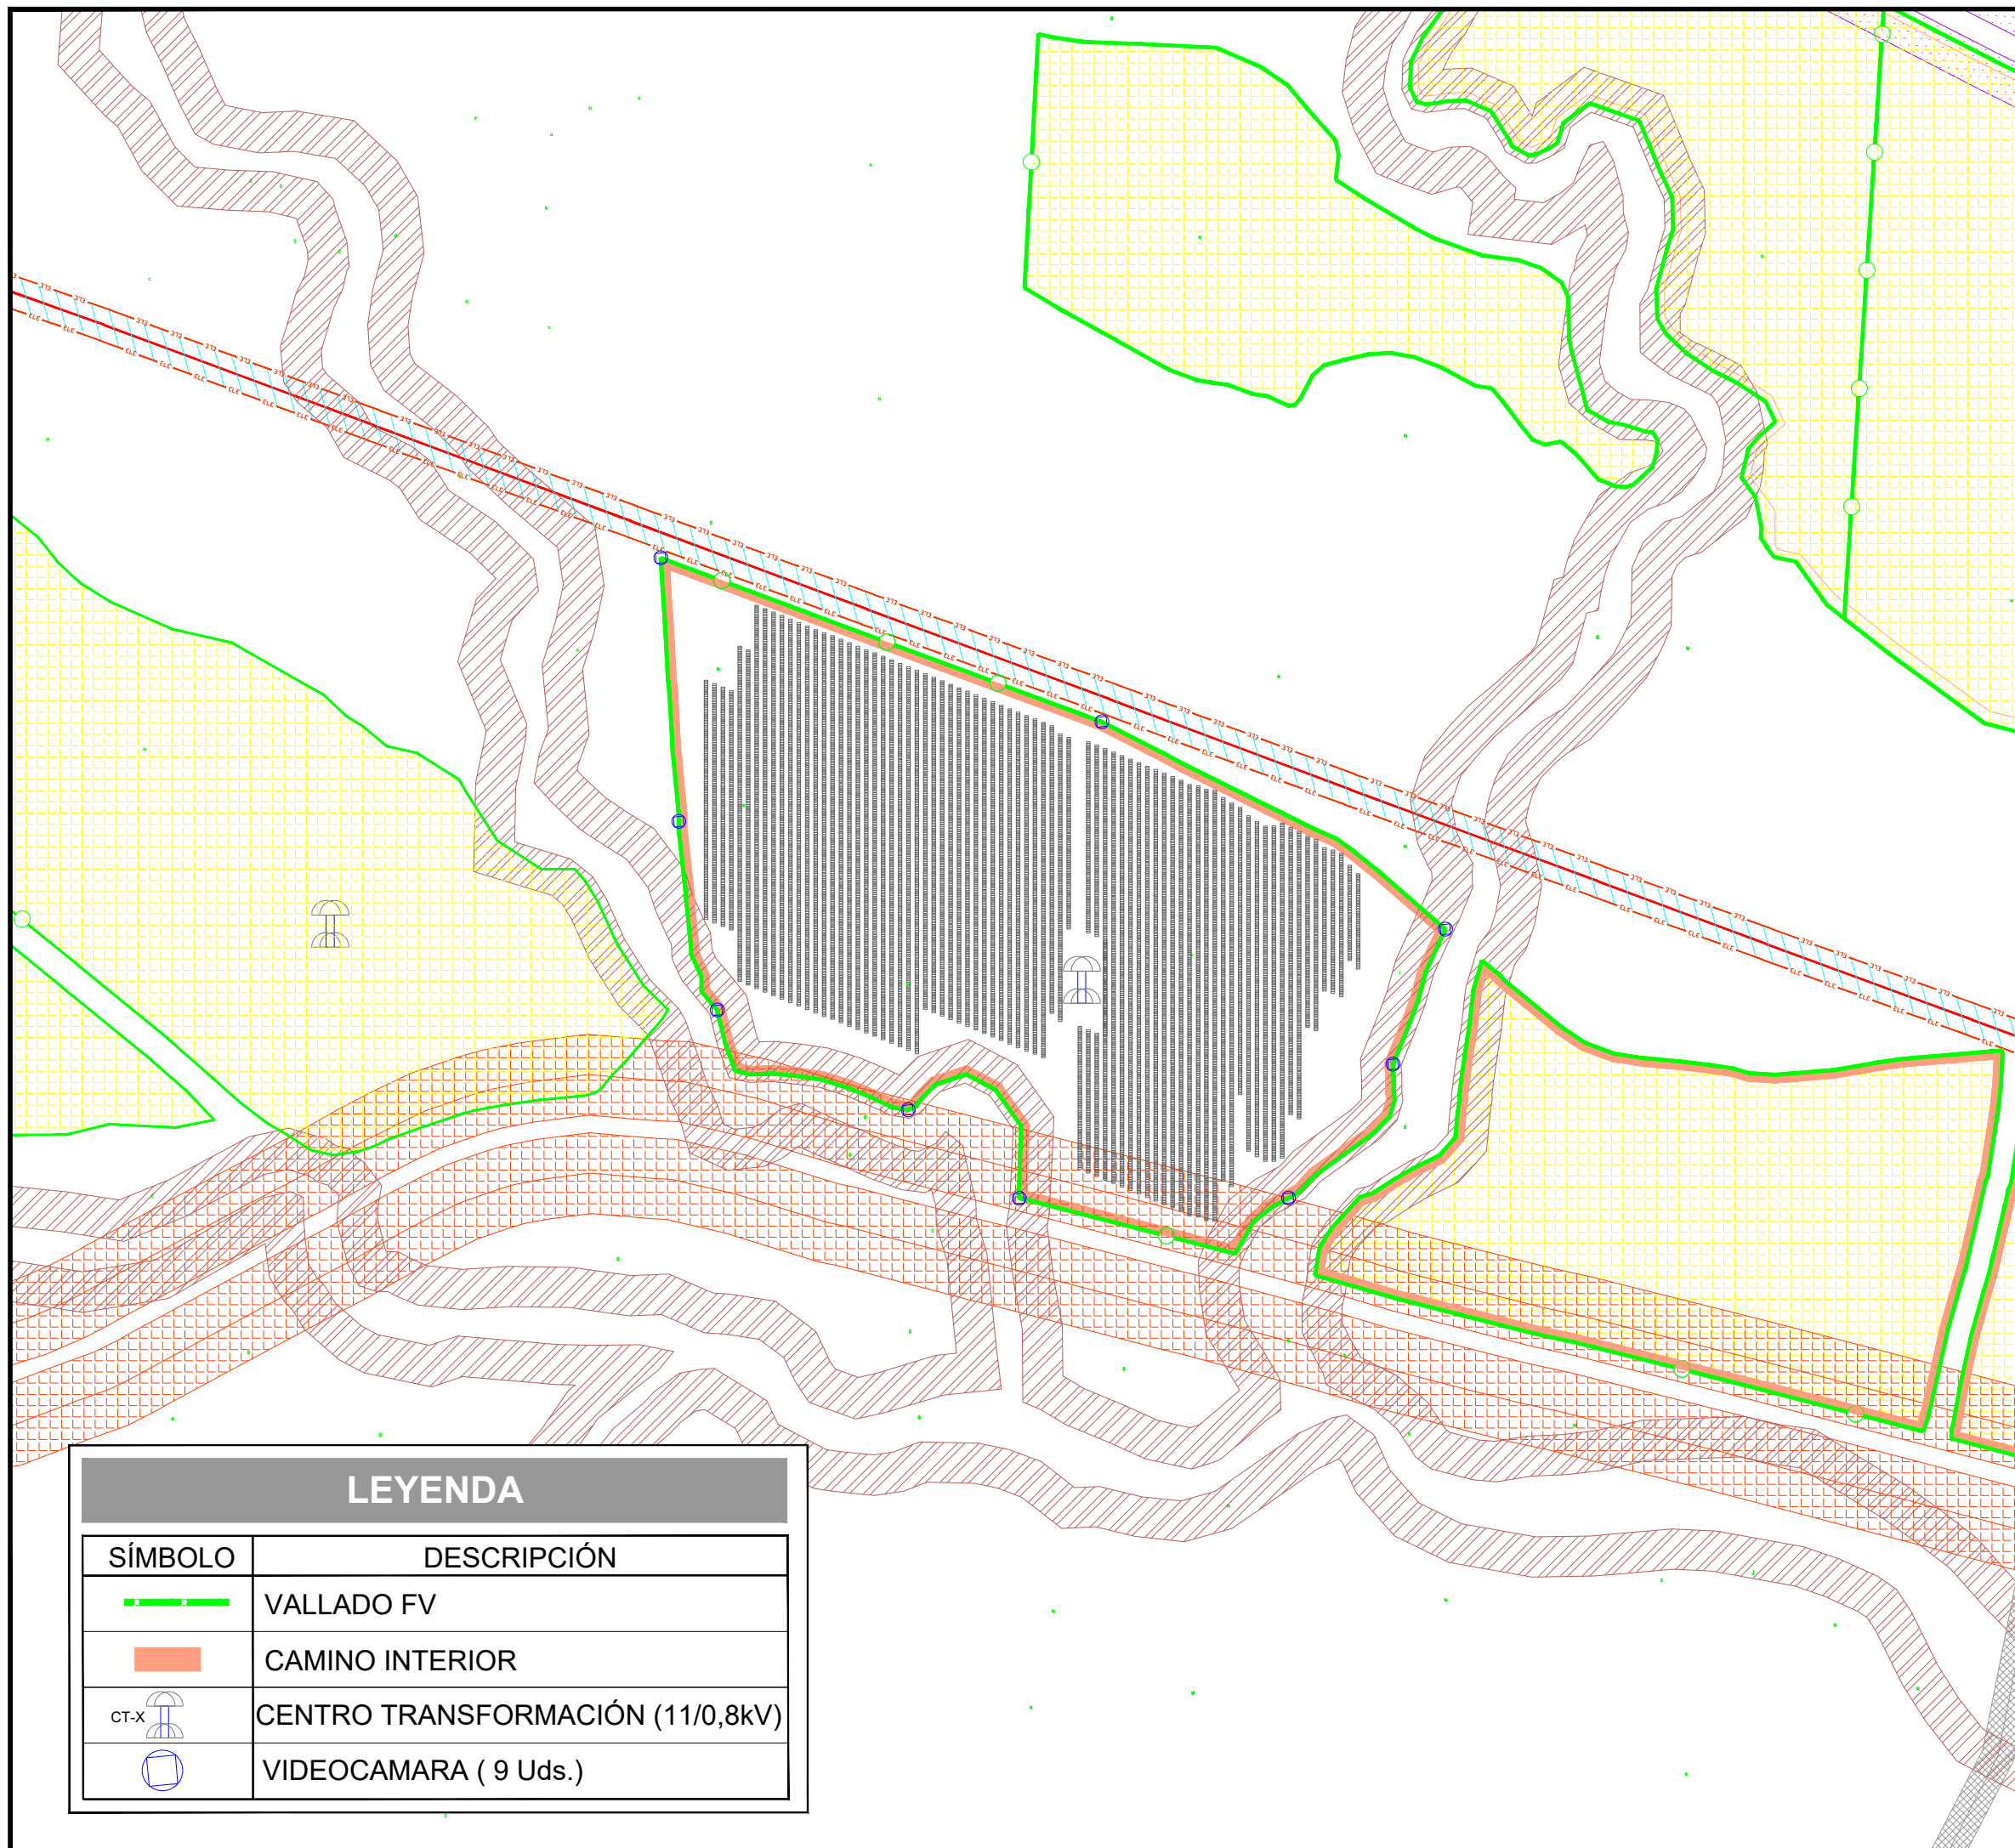 LEYENDA
SÍMBOLO DESCRIPCIÓN
VALLADO FV
CAMINO INTERIOR
CT-X CENTRO TRANSFORMACIÓN (11/0,8kV)
VIDEOCAMARA ( 9 Uds.)